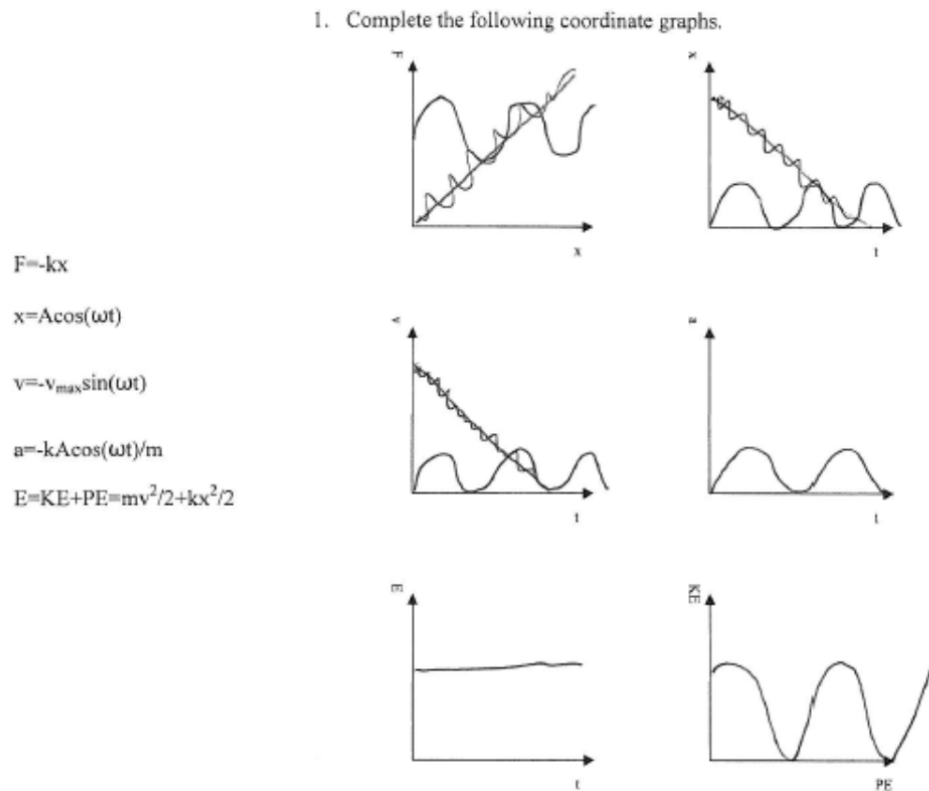 1. Complete the following coordinate graphs.
F
x
x
t
F=-kx
x=Acos(ωt)
v=-vmaxsin(ωt)
a=-kAcos(ωt)/m
E=KE+PE=mv²/2+kx²/2
v
t
a
t
E
t
KE
PE